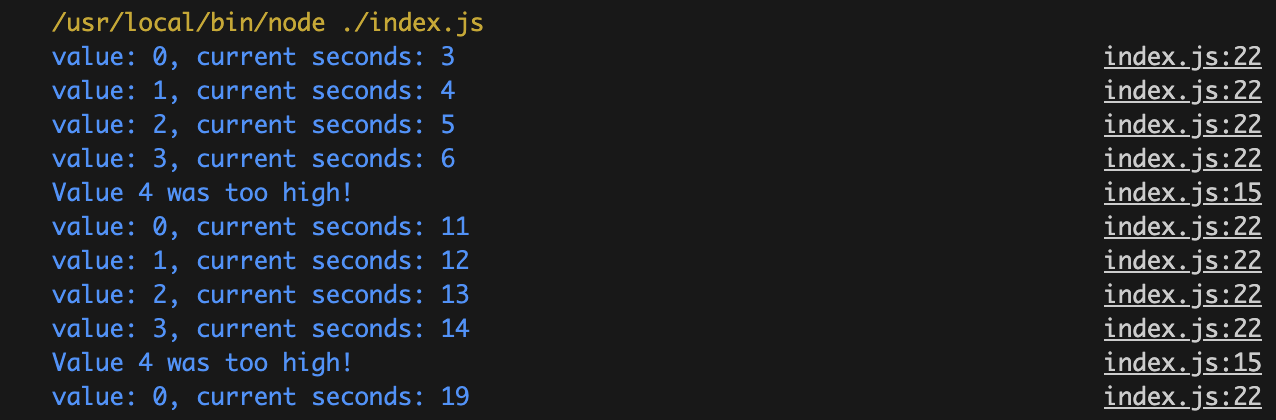 /usr/local/bin/node ./index.js
value: 0, current seconds: 3 index.js:22
value: 1, current seconds: 4 index.js:22
value: 2, current seconds: 5 index.js:22
value: 3, current seconds: 6 index.js:22
Value 4 was too high! index.js:15
value: 0, current seconds: 11 index.js:22
value: 1, current seconds: 12 index.js:22
value: 2, current seconds: 13 index.js:22
value: 3, current seconds: 14 index.js:22
Value 4 was too high! index.js:15
value: 0, current seconds: 19 index.js:22